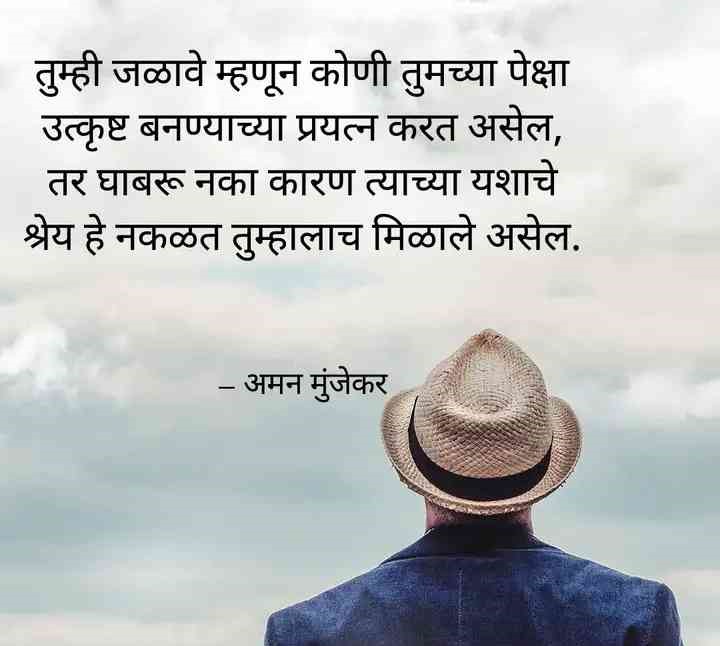 तुम्ही जळावे म्हणून कोणी तुमच्या पेक्षा
उत्कृष्ट बनण्याच्या प्रयत्न करत असेल,
तर घाबरू नका कारण त्याच्या यशाचे
श्रेय हे नकळत तुम्हालाच मिळाले असेल.
– अमन मुंजेकर